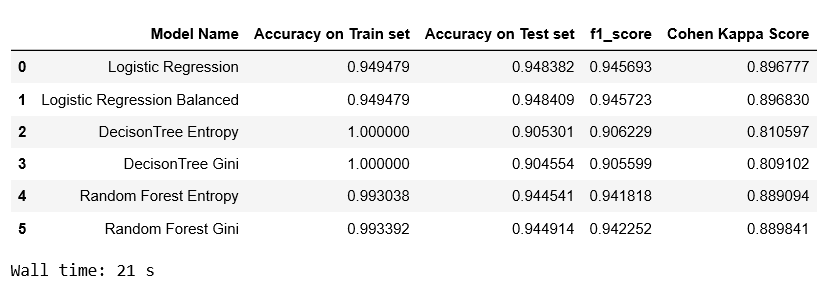 Model Name Accuracy on Train set Accuracy on Test set f1_score Cohen Kappa Score
0 Logistic Regression 0.949479 0.948382 0.945693 0.896777
1 Logistic Regression Balanced 0.949479 0.948409 0.945723 0.896830
2 DecisonTree Entropy 1.000000 0.905301 0.906229 0.810597
3 DecisonTree Gini 1.000000 0.904554 0.905599 0.809102
4 Random Forest Entropy 0.993038 0.944541 0.941818 0.889094
5 Random Forest Gini 0.993392 0.944914 0.942252 0.889841
Wall time: 21 s